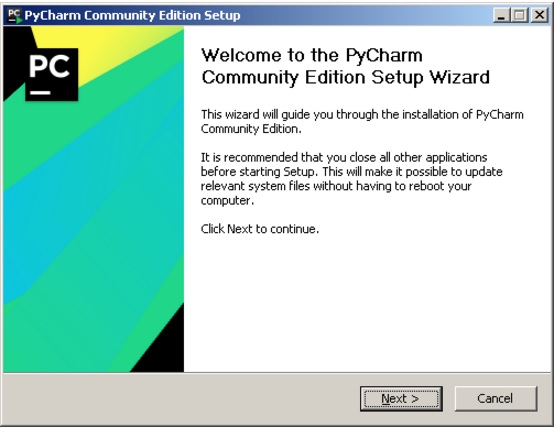 PyCharm Community Edition Setup
PC
Welcome to the PyCharm
Community Edition Setup Wizard
This wizard will guide you through the installation of PyCharm
Community Edition.
It is recommended that you close all other applications
before starting Setup. This will make it possible to update
relevant system files without having to reboot your
computer.
Click Next to continue.
Next >
Cancel